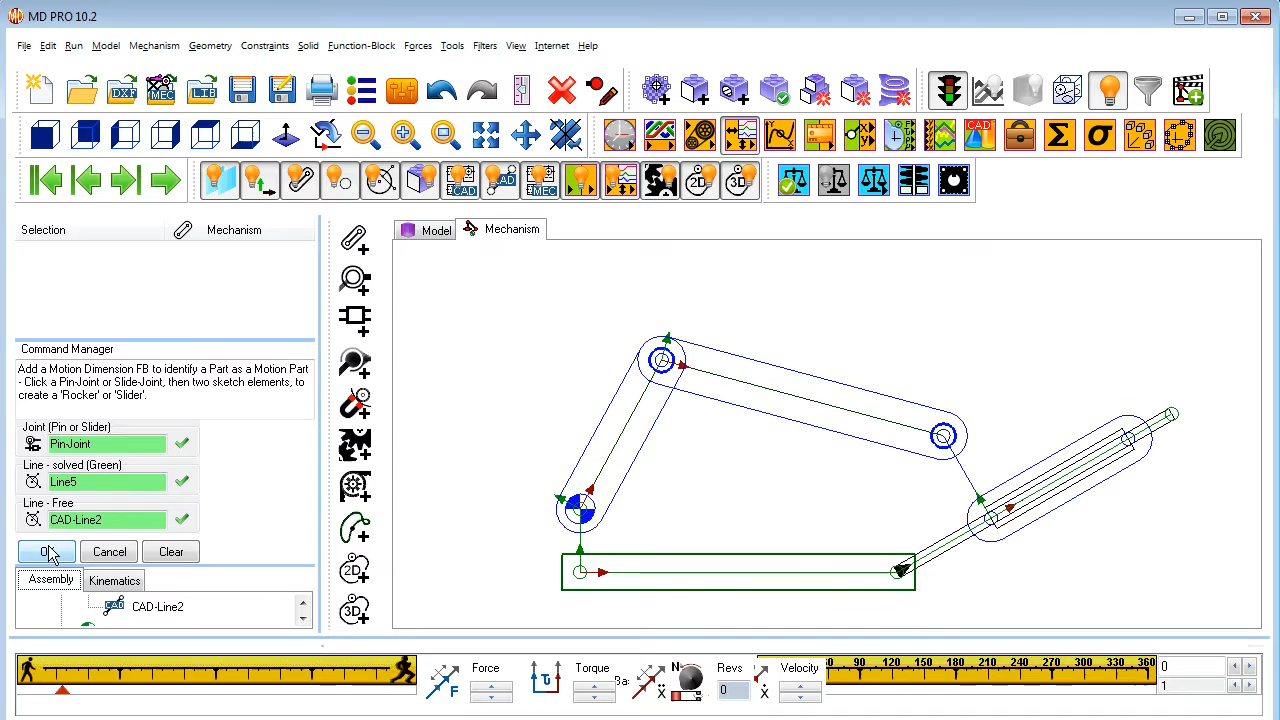 MD PRO 10.2
File Edit Run Model Mechanism Geometry Constraints Solid Function-Block Forces Tools Filters View Internet Help
DXF MEC LIB
CAD
CAD CAD MEC 2D 3D
Selection Mechanism
Model Mechanism
Command Manager
Add a Motion Dimension FB to identify a Part as a Motion Part
- Click a Pin-Joint or Slide-Joint, then two sketch elements, to
create a 'Rocker' or 'Slider'.
Joint (Pin or Slider)
Pin-Joint
Line - solved (Green)
Line5
Line - Free
CAD-Line2
Cancel Clear
Assembly Kinematics
CAD CAD-Line2
2D
3D
Force Torque Revs Velocity
90 120 150 180 210 240 270 300 330 360
0
0
1